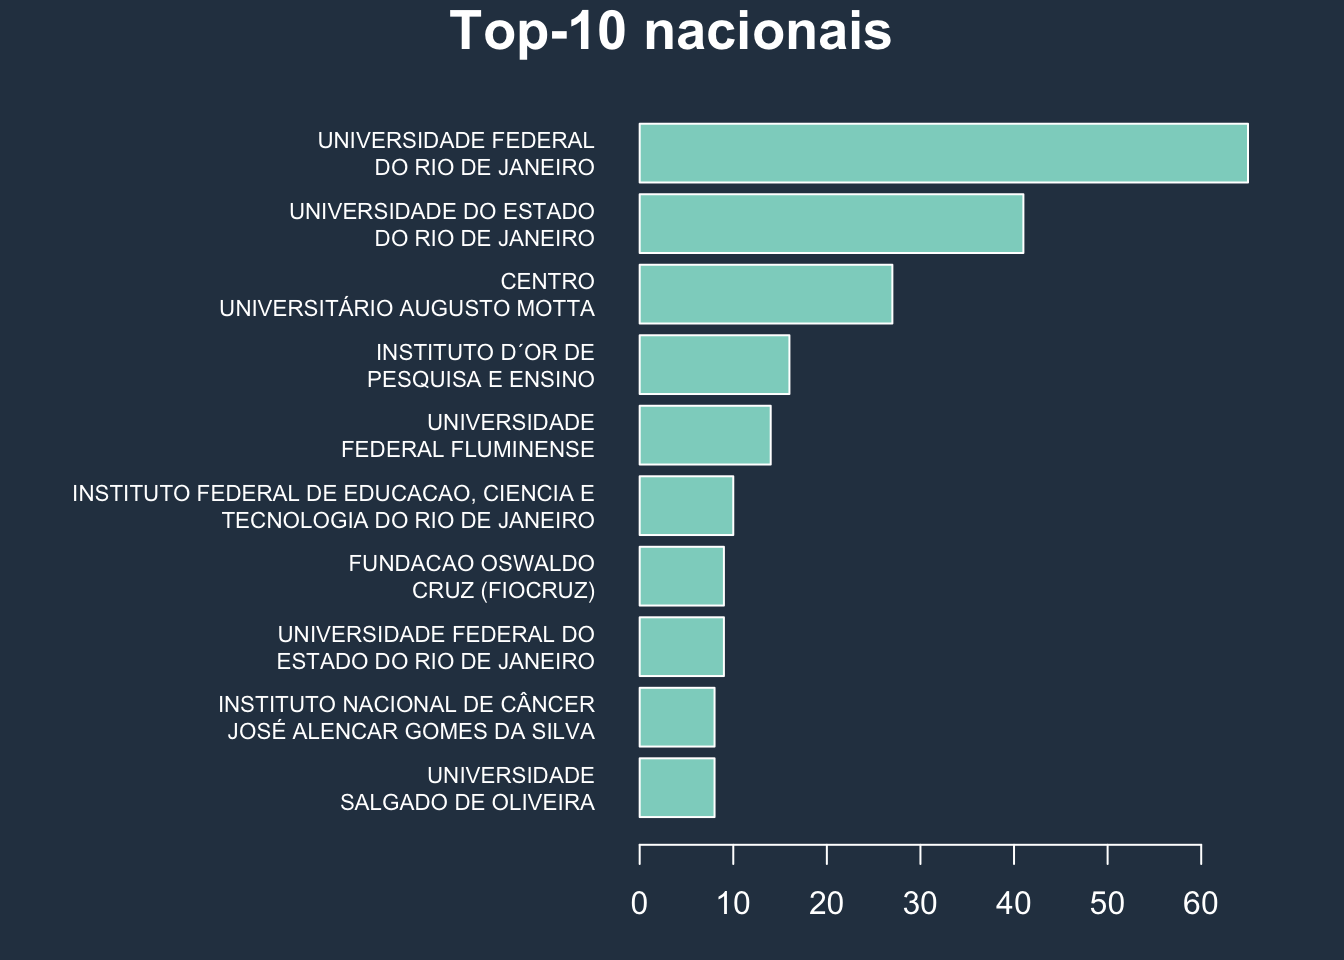 Top-10 nacionais
UNIVERSIDADE FEDERAL
DO RIO DE JANEIRO
UNIVERSIDADE DO ESTADO
DO RIO DE JANEIRO
CENTRO
UNIVERSITÁRIO AUGUSTO MOTTA
INSTITUTO D´OR DE
PESQUISA E ENSINO
UNIVERSIDADE
FEDERAL FLUMINENSE
INSTITUTO FEDERAL DE EDUCACAO, CIENCIA E
TECNOLOGIA DO RIO DE JANEIRO
FUNDACAO OSWALDO
CRUZ (FIOCRUZ)
UNIVERSIDADE FEDERAL DO
ESTADO DO RIO DE JANEIRO
INSTITUTO NACIONAL DE CÂNCER
JOSÉ ALENCAR GOMES DA SILVA
UNIVERSIDADE
SALGADO DE OLIVEIRA
0 10 20 30 40 50 60